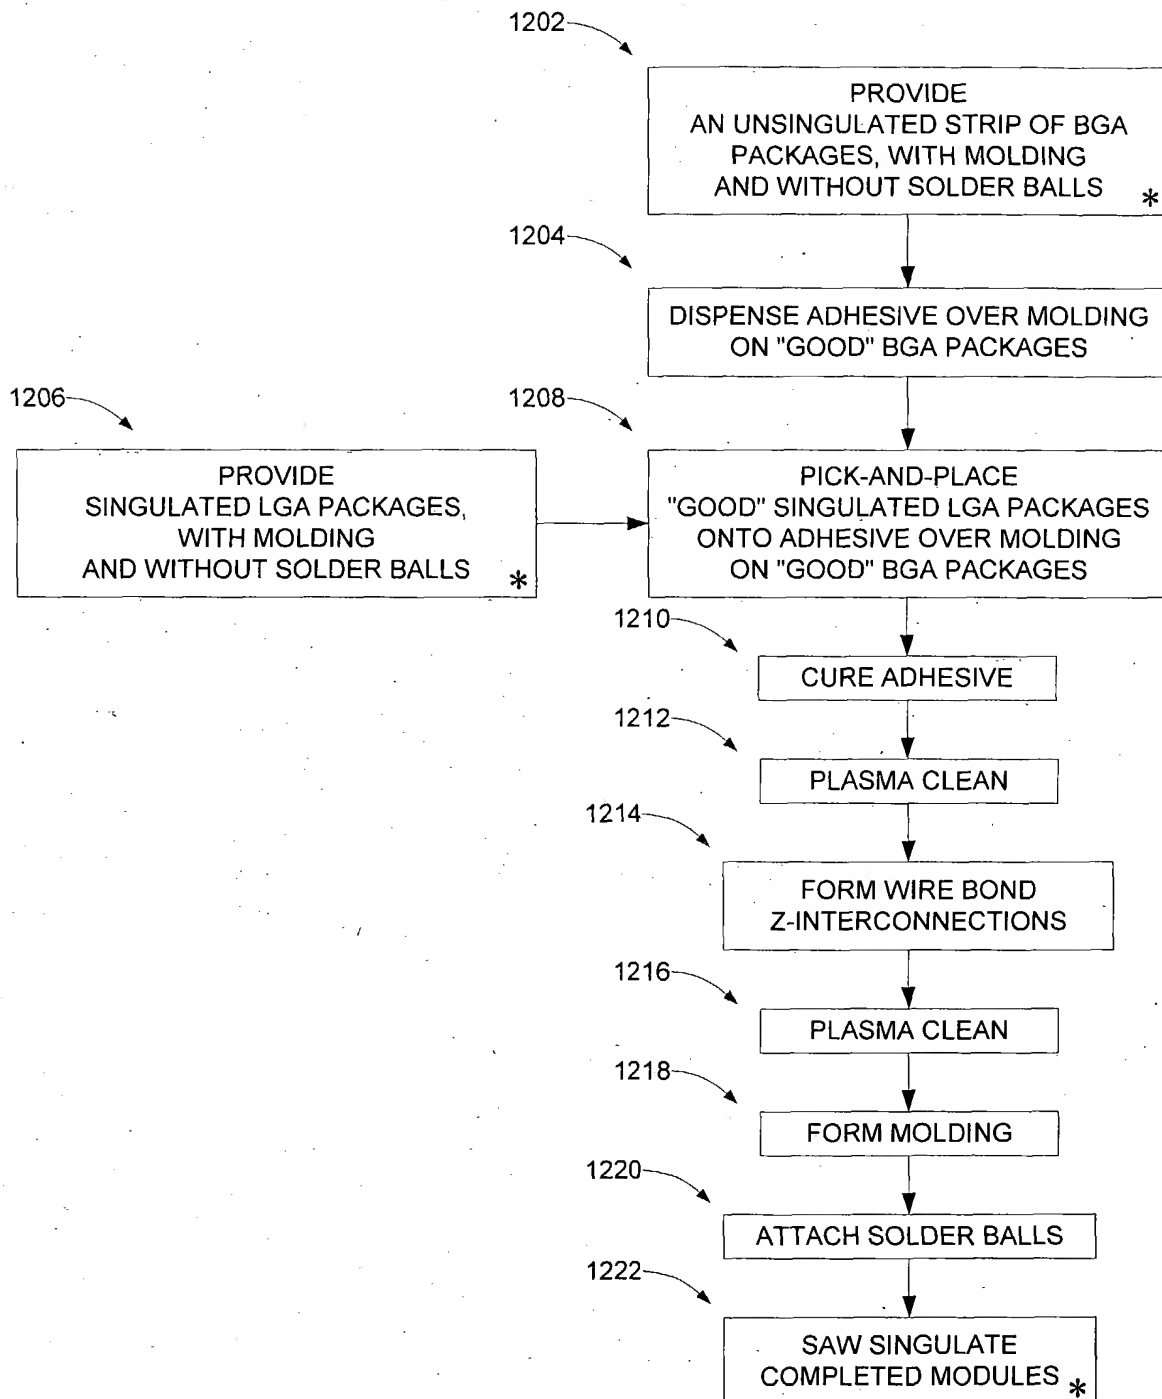 1202
PROVIDE
AN UNSINGULATED STRIP OF BGA
PACKAGES, WITH MOLDING
AND WITHOUT SOLDER BALLS *
1204
DISPENSE ADHESIVE OVER MOLDING
ON "GOOD" BGA PACKAGES
1206
PROVIDE
SINGULATED LGA PACKAGES,
WITH MOLDING
AND WITHOUT SOLDER BALLS *
1208
PICK-AND-PLACE
"GOOD" SINGULATED LGA PACKAGES
ONTO ADHESIVE OVER MOLDING
ON "GOOD" BGA PACKAGES
1210
CURE ADHESIVE
1212
PLASMA CLEAN
1214
FORM WIRE BOND
Z-INTERCONNECTIONS
1216
PLASMA CLEAN
1218
FORM MOLDING
1220
ATTACH SOLDER BALLS
1222
SAW SINGULATE
COMPLETED MODULES *